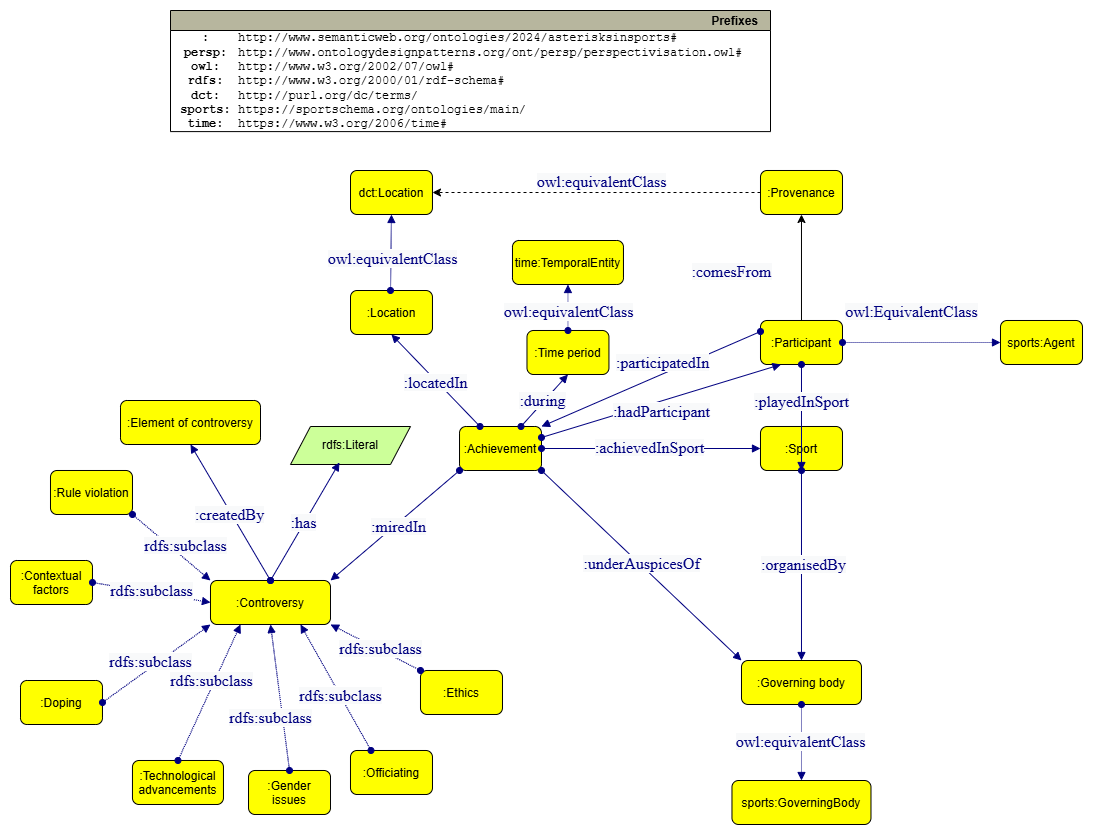 Prefixes
: http://www.semanticweb.org/ontologies/2024/asterisksinsports#
persp: http://www.ontologydesignpatterns.org/ont/persp/perspectivisation.owl#
owl: http://www.w3.org/2002/07/owl#
rdfs: http://www.w3.org/2000/01/rdf-schema#
dct: http://purl.org/dc/terms/
sports: https://sportschema.org/ontologies/main/
time: https://www.w3.org/2006/time#
owl:equivalentClass
dct:Location
:Provenance
owl:equivalentClass
time:TemporalEntity
:comesFrom
:Location
owl:equivalentClass
owl:EquivalentClass
:Time period
:Participant
sports:Agent
:participatedIn
:locatedIn
:during
:playedInSport
:hadParticipant
:Element of controversy
rdfs:Literal
:Achievement
:achievedInSport
:Sport
:Rule violation
:createdBy
:has
:miredIn
rdfs:subclass
:underAuspicesOf
:organisedBy
:Contextual
factors
rdfs:subclass
:Controversy
rdfs:subclass
rdfs:subclass
rdfs:subclass
:Governing body
:Ethics
:Doping
rdfs:subclass
rdfs:subclass
owl:equivalentClass
:Technological
advancements
:Gender
issues
:Officiating
sports:GoverningBody